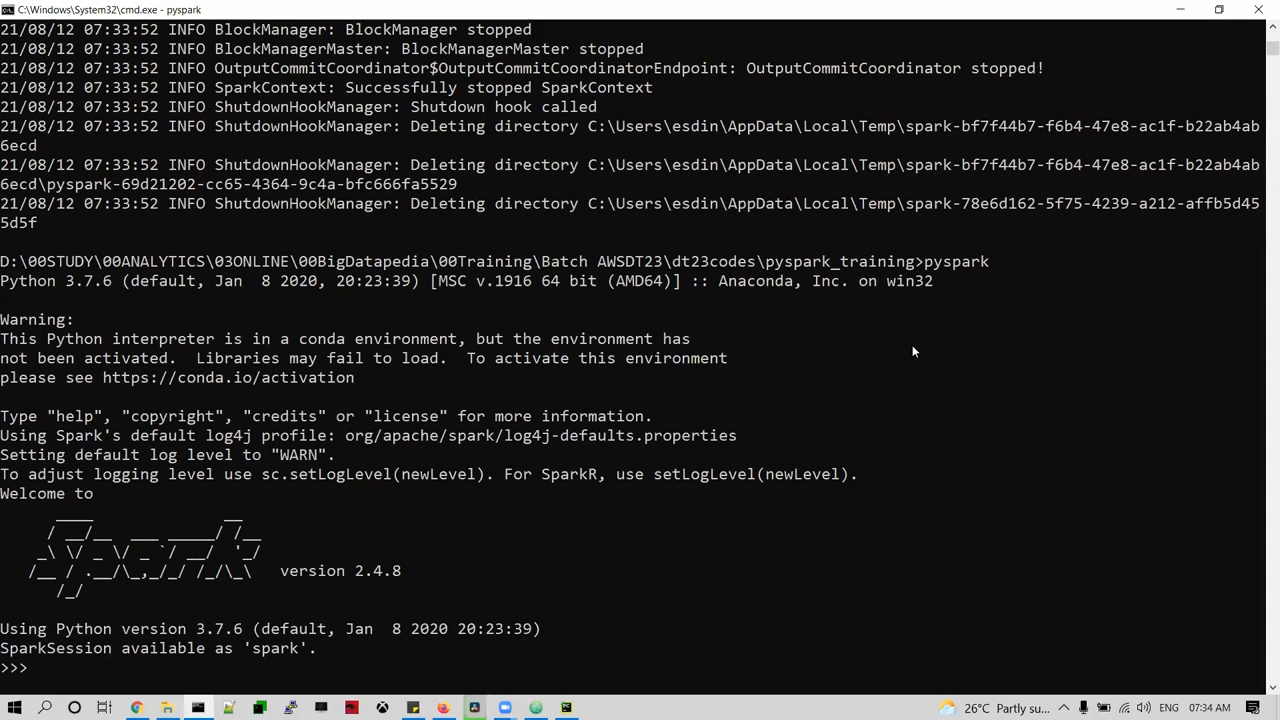 C:\Windows\System32\cmd.exe - pyspark
21/08/12 07:33:52 INFO BlockManager: BlockManager stopped
21/08/12 07:33:52 INFO BlockManagerMaster: BlockManagerMaster stopped
21/08/12 07:33:52 INFO OutputCommitCoordinator$OutputCommitCoordinatorEndpoint: OutputCommitCoordinator stopped!
21/08/12 07:33:52 INFO SparkContext: Successfully stopped SparkContext
21/08/12 07:33:52 INFO ShutdownHookManager: Shutdown hook called
21/08/12 07:33:52 INFO ShutdownHookManager: Deleting directory C:\Users\esdin\AppData\Local\Temp\spark-bf7f44b7-f6b4-47e8-ac1f-b22ab4ab
6ecd
21/08/12 07:33:52 INFO ShutdownHookManager: Deleting directory C:\Users\esdin\AppData\Local\Temp\spark-bf7f44b7-f6b4-47e8-ac1f-b22ab4ab
6ecd\pyspark-69d21202-cc65-4364-9c4a-bfc666fa5529
21/08/12 07:33:52 INFO ShutdownHookManager: Deleting directory C:\Users\esdin\AppData\Local\Temp\spark-78e6d162-5f75-4239-a212-affb5d45
5d5f
D:\00STUDY\00ANALYTICS\03ONLINE\00BigDatapedia\00Training\Batch AWSDT23\dt23codes\pyspark_training>pyspark
Python 3.7.6 (default, Jan  8 2020, 20:23:39) [MSC v.1916 64 bit (AMD64)] :: Anaconda, Inc. on win32
Warning:
This Python interpreter is in a conda environment, but the environment has
not been activated.  Libraries may fail to load.  To activate this environment
please see https://conda.io/activation
Type "help", "copyright", "credits" or "license" for more information.
Using Spark's default log4j profile: org/apache/spark/log4j-defaults.properties
Setting default log level to "WARN".
To adjust logging level use sc.setLogLevel(newLevel). For SparkR, use setLogLevel(newLevel).
Welcome to
Spark version 2.4.8
Using Python version 3.7.6 (default, Jan  8 2020 20:23:39)
SparkSession available as 'spark'.
>>>
26°C Partly su... ENG 07:34 AM